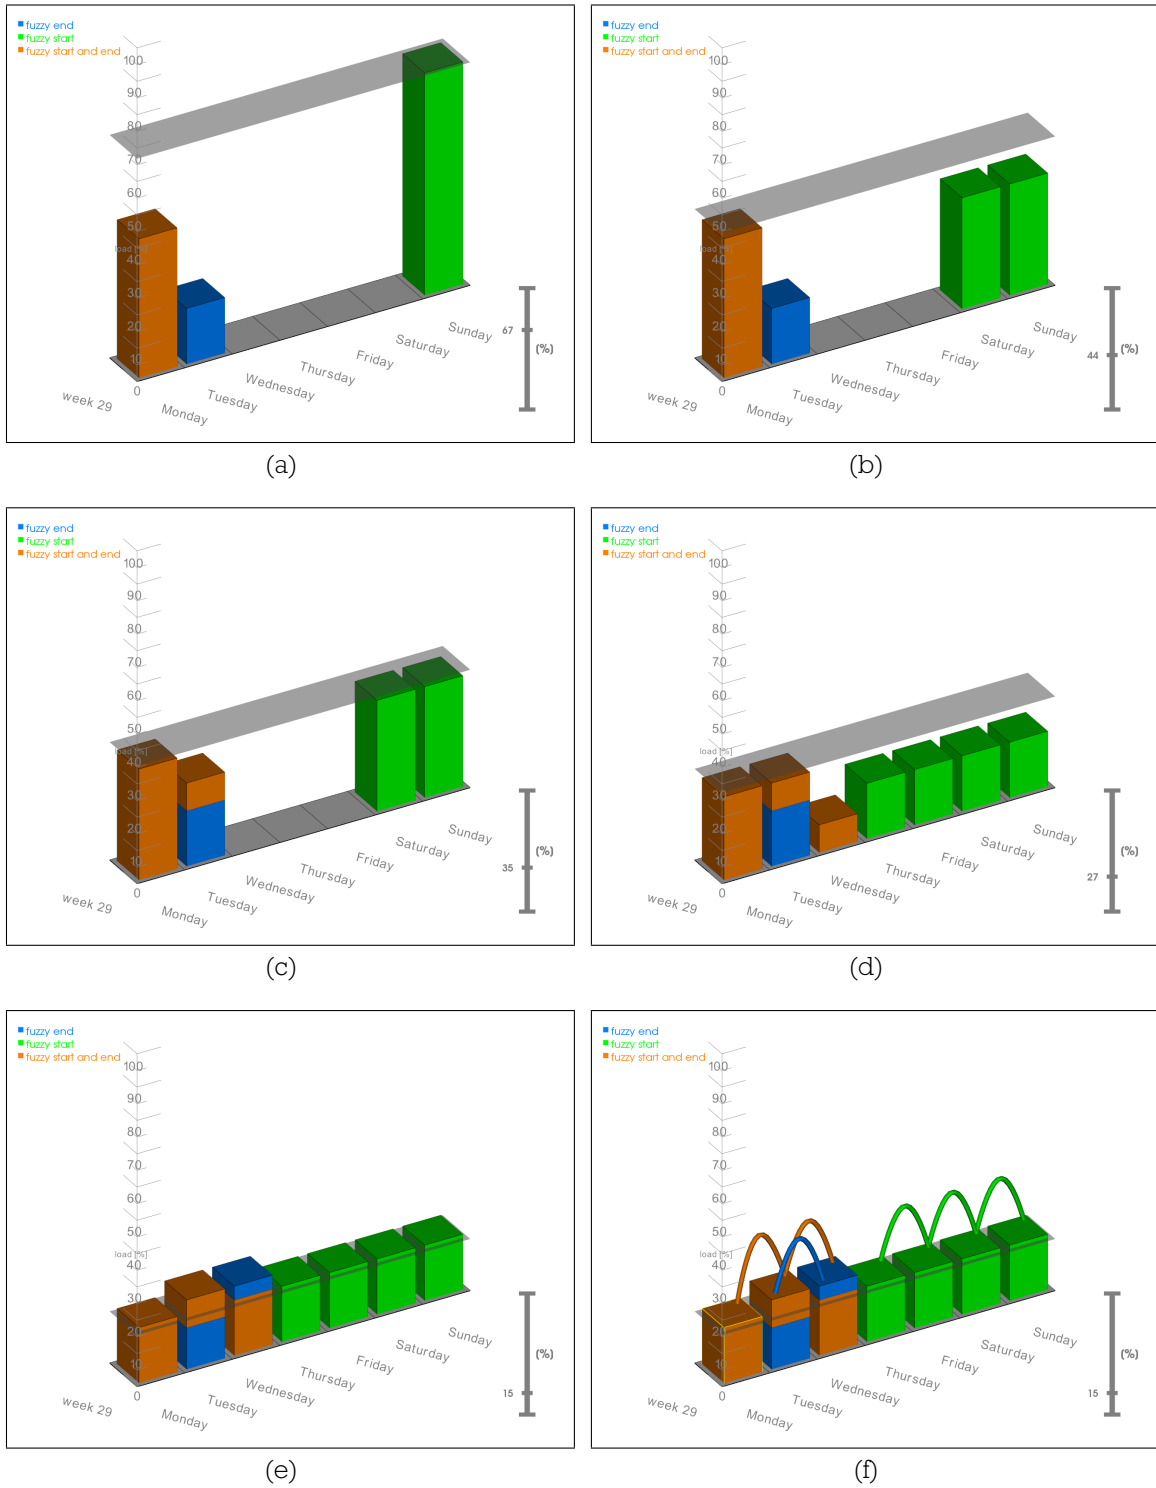 fuzzy end
fuzzy start
fuzzy start and end
100
90
80
70
60
50
load [%]
40
30
20
10
0
week 29
Monday
Tuesday
Wednesday
Thursday
Friday
Saturday
Sunday
67
(%)
(a)
fuzzy end
fuzzy start
fuzzy start and end
100
90
80
70
60
50
load [%]
40
30
20
10
0
week 29
Monday
Tuesday
Wednesday
Thursday
Friday
Saturday
Sunday
44
(%)
(b)
fuzzy end
fuzzy start
fuzzy start and end
100
90
80
70
60
50
load [%]
40
30
20
10
0
week 29
Monday
Tuesday
Wednesday
Thursday
Friday
Saturday
Sunday
(%)
35
(c)
fuzzy end
fuzzy start
fuzzy start and end
100
90
80
70
60
50
load [%]
40
30
20
10
0
week 29
Monday
Tuesday
Wednesday
Thursday
Friday
Saturday
Sunday
(%)
27
(d)
fuzzy end
fuzzy start
fuzzy start and end
100
90
80
70
60
50
load [%]
40
30
20
10
0
week 29
Monday
Tuesday
Wednesday
Thursday
Friday
Saturday
Sunday
(%)
15
(e)
fuzzy end
fuzzy start
fuzzy start and end
100
90
80
70
60
50
load [%]
40
30
20
10
0
week 29
Monday
Tuesday
Wednesday
Thursday
Friday
Saturday
Sunday
(%)
15
(f)